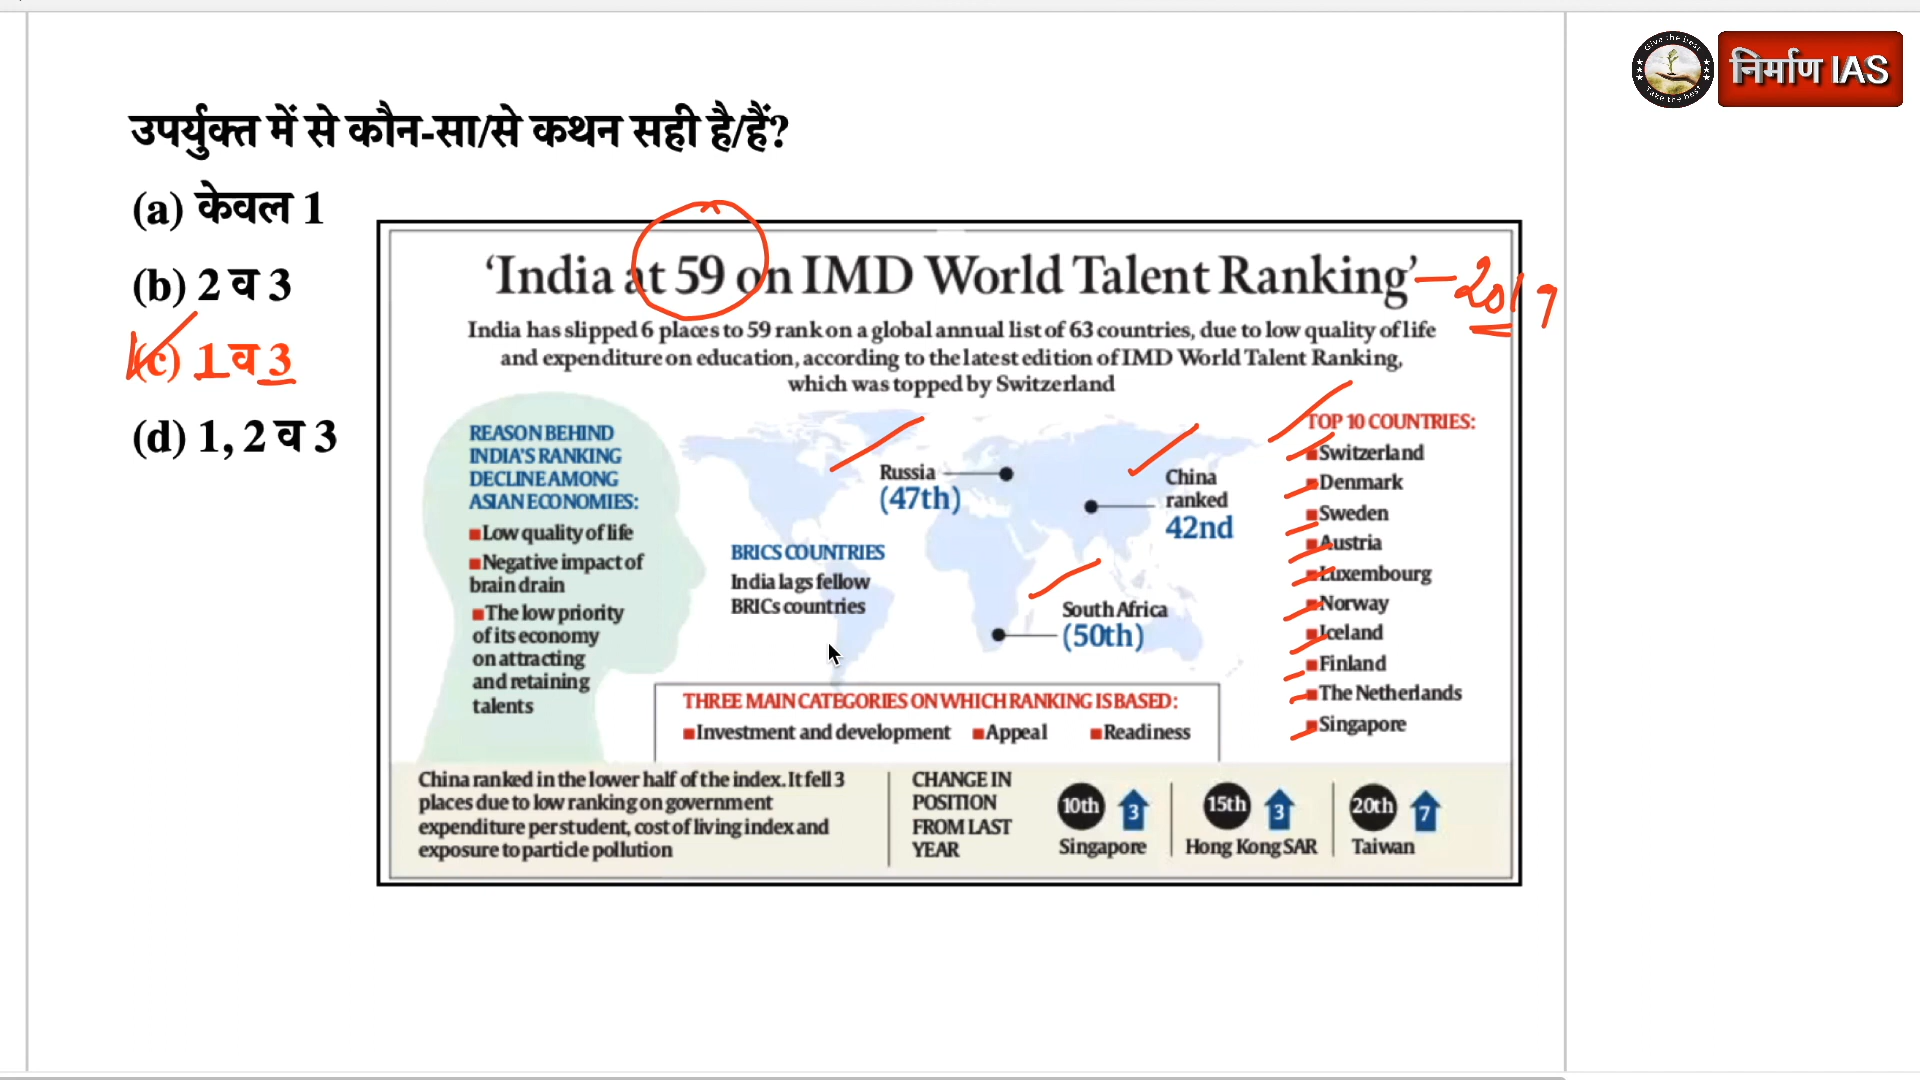 Give the best
Take the best
निर्माण IAS
उपर्युक्त में से कौन-सा/से कथन सही है/हैं?
(a) केवल 1
(b) 2 व 3
(c) 1 व 3
(d) 1, 2 व 3
‘India at 59 on IMD World Talent Ranking’
2019
India has slipped 6 places to 59 rank on a global annual list of 63 countries, due to low quality of life
and expenditure on education, according to the latest edition of IMD World Talent Ranking,
which was topped by Switzerland
REASON BEHIND
INDIA'S RANKING
DECLINE AMONG
ASIAN ECONOMIES:
Low quality of life
Negative impact of
brain drain
The low priority
of its economy
on attracting
and retaining
talents
Russia
(47th)
China
ranked
42nd
BRICS COUNTRIES
India lags fellow
BRICs countries
South Africa
(50th)
TOP 10 COUNTRIES:
Switzerland
Denmark
Sweden
Austria
Luxembourg
Norway
Iceland
Finland
The Netherlands
Singapore
THREE MAIN CATEGORIES ON WHICH RANKING IS BASED:
Investment and development Appeal Readiness
China ranked in the lower half of the index. It fell 3
places due to low ranking on government
expenditure per student, cost of living index and
exposure to particle pollution
CHANGE IN
POSITION
FROM LAST
YEAR
10th 3
Singapore
15th 3
Hong Kong SAR
20th 7
Taiwan